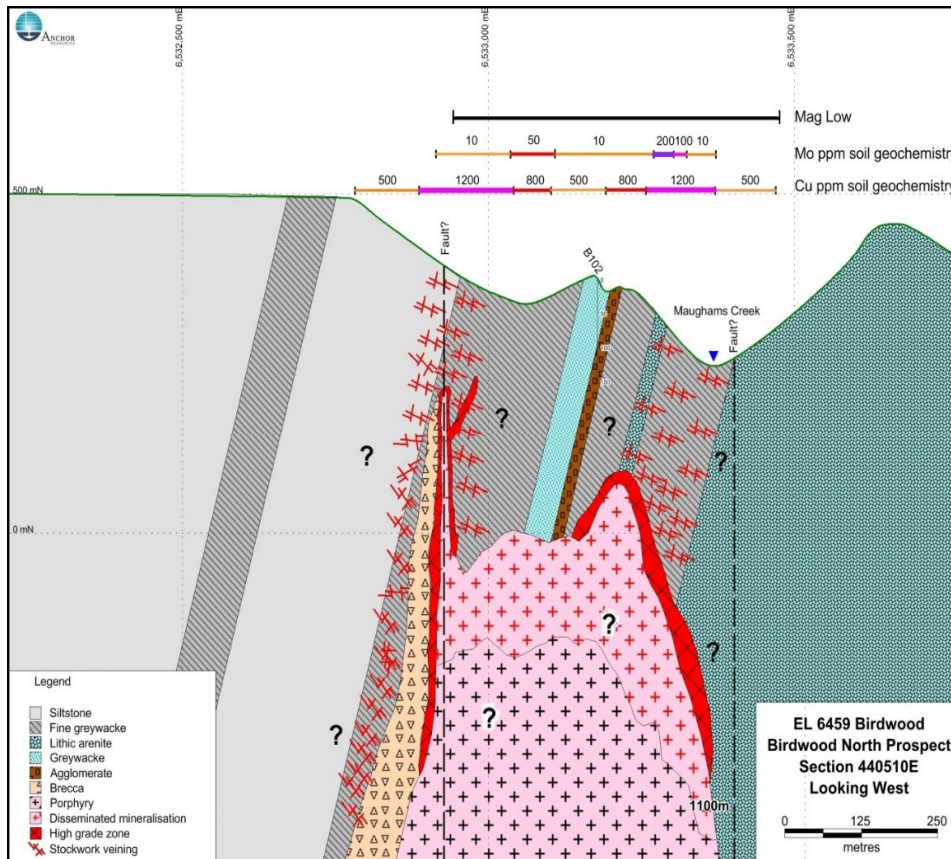 ANCHOR
RESOURCES
6,532,500 mE
6,533,000 mE
6,533,500 mE
Mag Low
10 50 10 200 100 10
Mo ppm soil geochemistry
500 1200 800 500 800 1200 500
Cu ppm soil geochemistry
500 mN
Fault?
B102
Maughams Creek
Fault?
?
?
?
?
0 mN
?
?
?
?
?
1100m
Legend
Siltstone
Fine greywacke
Lithic arenite
Greywacke
Agglomerate
Brecca
Porphyry
Disseminated mineralisation
High grade zone
Stockwork veining
EL 6459 Birdwood
Birdwood North Prospect
Section 440510E
Looking West
0 125 250
metres